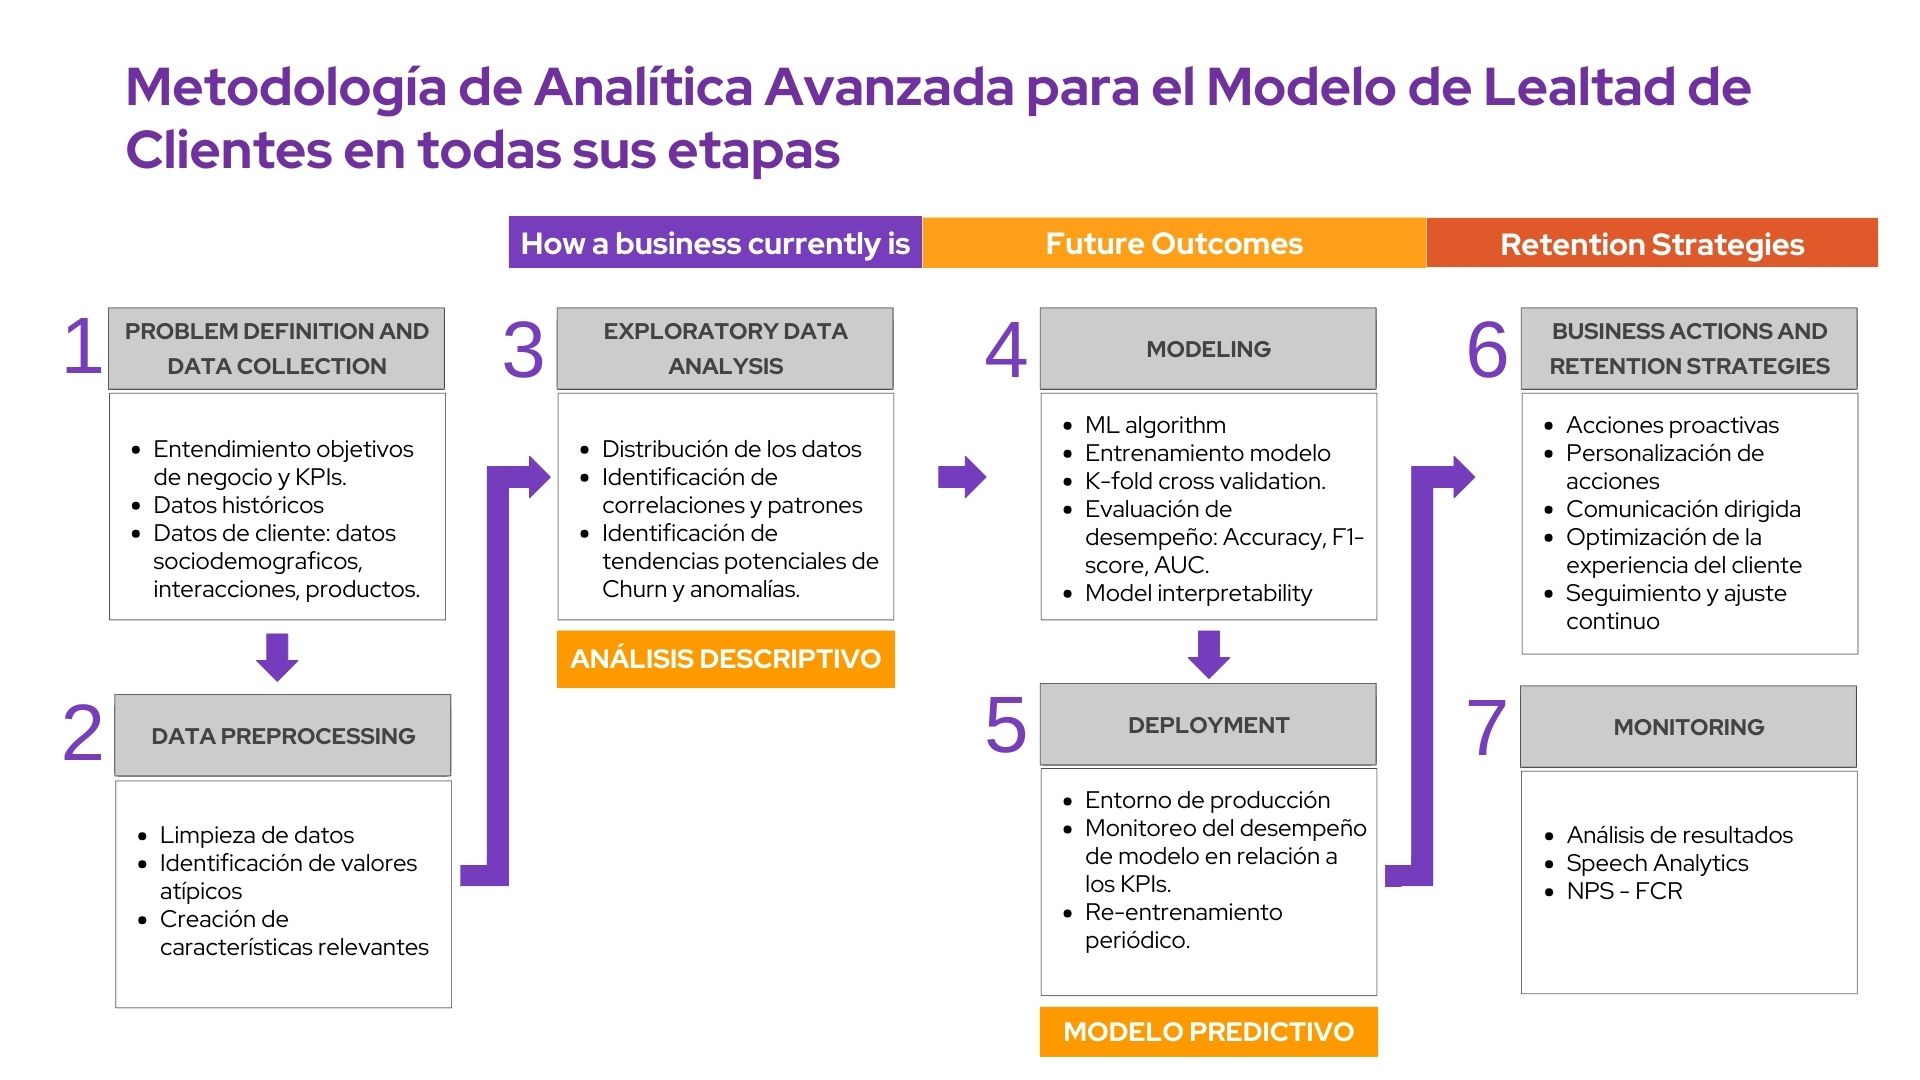 Metodología de Analítica Avanzada para el Modelo de Lealtad de
Clientes en todas sus etapas
How a business currently is
Future Outcomes
Retention Strategies
1
PROBLEM DEFINITION AND
DATA COLLECTION
• Entendimiento objetivos
de negocio y KPIs.
• Datos históricos
• Datos de cliente: datos
sociodemograficos,
interacciones, productos.
2
DATA PREPROCESSING
• Limpieza de datos
• Identificación de valores
atípicos
• Creación de
características relevantes
3
EXPLORATORY DATA
ANALYSIS
• Distribución de los datos
• Identificación de
correlaciones y patrones
• Identificación de
tendencias potenciales de
Churn y anomalías.
ANÁLISIS DESCRIPTIVO
4
MODELING
• ML algorithm
• Entrenamiento modelo
• K-fold cross validation.
• Evaluación de
desempeño: Accuracy, F1-
score, AUC.
• Model interpretability
5
DEPLOYMENT
• Entorno de producción
• Monitoreo del desempeño
de modelo en relación a
los KPIs.
• Re-entrenamiento
periódico.
MODELO PREDICTIVO
6
BUSINESS ACTIONS AND
RETENTION STRATEGIES
• Acciones proactivas
• Personalización de
acciones
• Comunicación dirigida
• Optimización de la
experiencia del cliente
• Seguimiento y ajuste
continuo
7
MONITORING
• Análisis de resultados
• Speech Analytics
• NPS - FCR